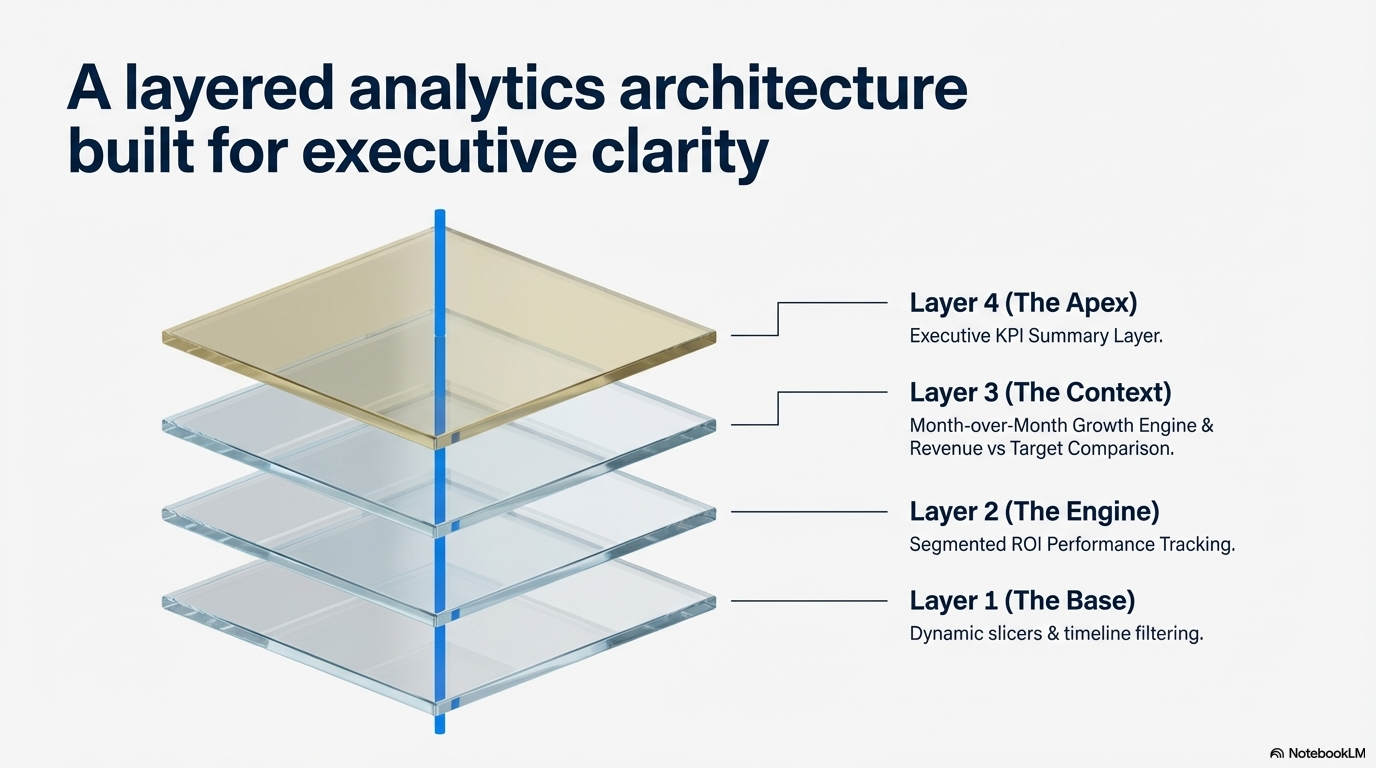 A layered analytics architecture
built for executive clarity
Layer 4 (The Apex)
Executive KPI Summary Layer.
Layer 3 (The Context)
Month-over-Month Growth Engine &
Revenue vs Target Comparison.
Layer 2 (The Engine)
Segmented ROI Performance Tracking.
Layer 1 (The Base)
Dynamic slicers & timeline filtering.
NotebookLM